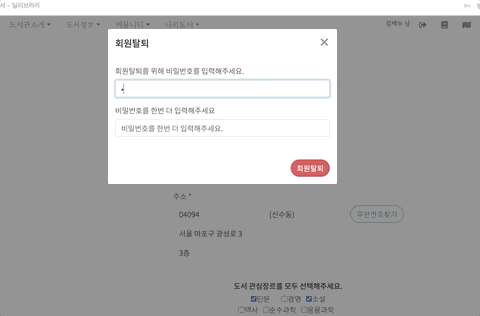 서 - 딜리브러리
도서관소개 도서정보 커뮤니티 나의도서 님
회원탈퇴
회원탈퇴를 위해 비밀번호를 입력해주세요.
비밀번호를 한번 더 입력해주세요
비밀번호를 한번 더 입력해주세요.
회원탈퇴
주소 *
04094 (신수동) 우편번호찾기
서울 마포구 광성로 3
3층
도서 관심장르를 모두 선택해주세요.
인문 경영 소설
역사 순수과학 응용과학